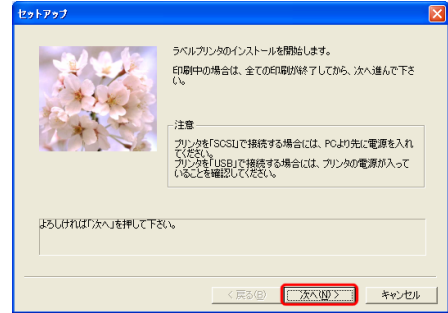 セットアップ
ラベルプリンタのインストールを開始します。
印刷中の場合は、全ての印刷が終了してから、次へ進んで下さ
い。
注意
プリンタを「SCSI」で接続する場合には、PCより先に電源を入れ
てください。
プリンタを「USB」で接続する場合には、プリンタの電源が入って
いることを確認してください。
よろしければ「次へ」を押して下さい。
< 戻る(B)
次へ(N) >
キャンセル